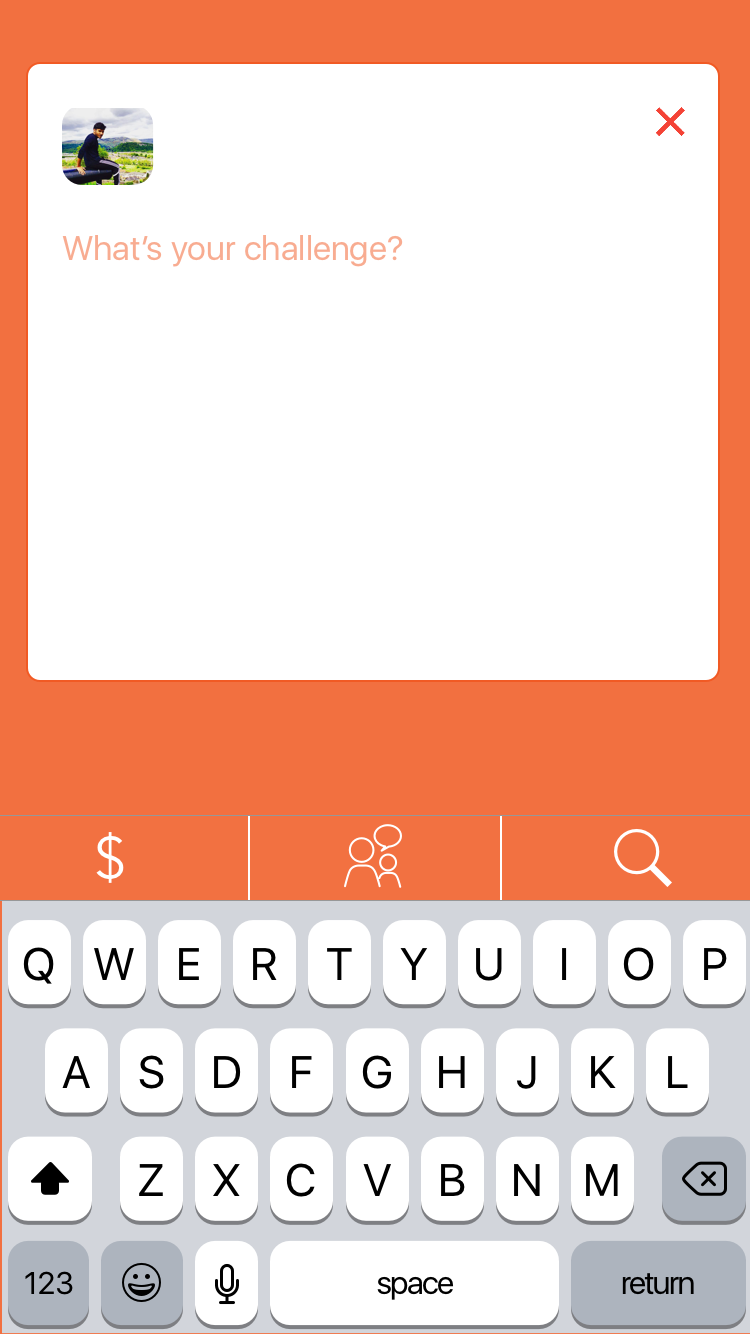 What's your challenge?
$
Q W E R T Y U I O P
A S D F G H J K L
Z X C V B N M
123 space return